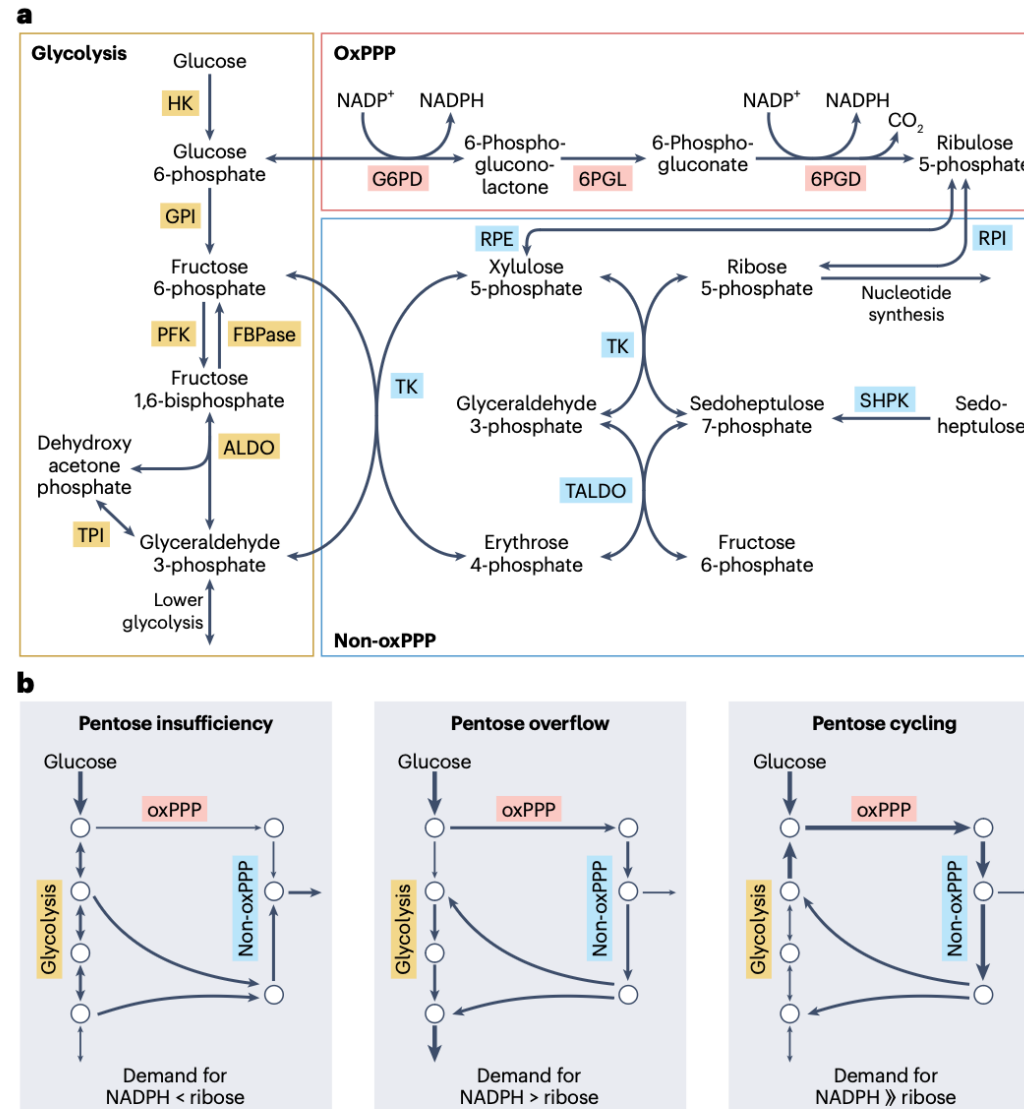 a
Glycolysis
Glucose
HK
Glucose
6-phosphate
GPI
Fructose
6-phosphate
PFK
FBPase
Fructose
1,6-bisphosphate
Dehydroxy
acetone
phosphate
ALDO
TPI
Glyceraldehyde
3-phosphate
Lower
glycolysis
OxPPP
NADP+
NADPH
G6PD
6-Phospho-
glucono-
lactone
6PGL
6-Phospho-
gluconate
NADP+
NADPH
CO2
6PGD
Ribulose
5-phosphate
RPE
RPI
Xylulose
5-phosphate
Ribose
5-phosphate
Nucleotide
synthesis
TK
TK
Glyceraldehyde
3-phosphate
Sedoheptulose
7-phosphate
SHPK
Sedo-
heptulose
TALDO
Erythrose
4-phosphate
Fructose
6-phosphate
Non-oxPPP
b
Pentose insufficiency
Glucose
oxPPP
Glycolysis
Non-oxPPP
Demand for
NADPH < ribose
Pentose overflow
Glucose
oxPPP
Glycolysis
Non-oxPPP
Demand for
NADPH > ribose
Pentose cycling
Glucose
oxPPP
Glycolysis
Non-oxPPP
Demand for
NADPH ⟫ ribose